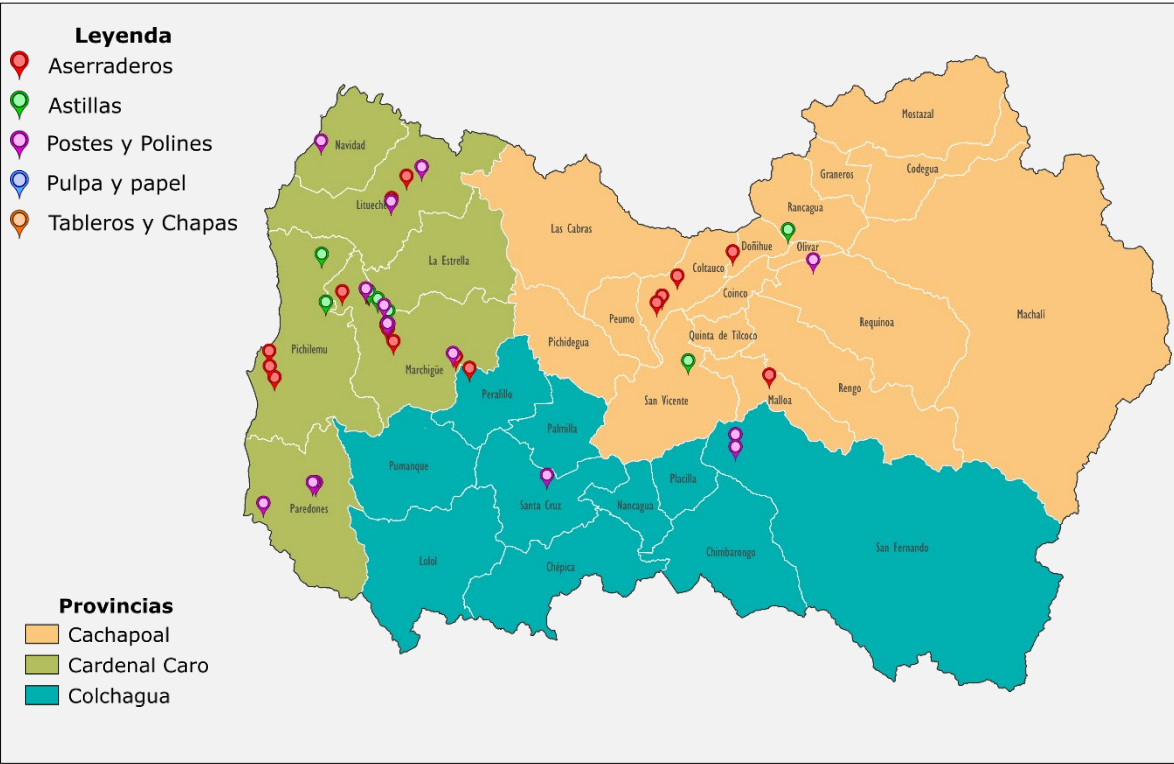 Leyenda
Aserraderos
Astillas
Postes y Polines
Pulpa y papel
Tableros y Chapas
Mostazal
Navidad
Graneros
Codegua
Litueche
Rancagua
Las Cabras
Doñihue
Olivar
La Estrella
Coltauco
Coinco
Machalí
Peumo
Requinoa
Quinta de Tilcoco
Pichidegua
Pichilemu
Marchigüe
Rengo
Peralillo
San Vicente
Malloa
Palmilla
Pumanque
Placilla
Paredones
Santa Cruz
Nancagua
San Fernando
Chimbarongo
Lolol
Chépica
Provincias
Cachapoal
Cardenal Caro
Colchagua